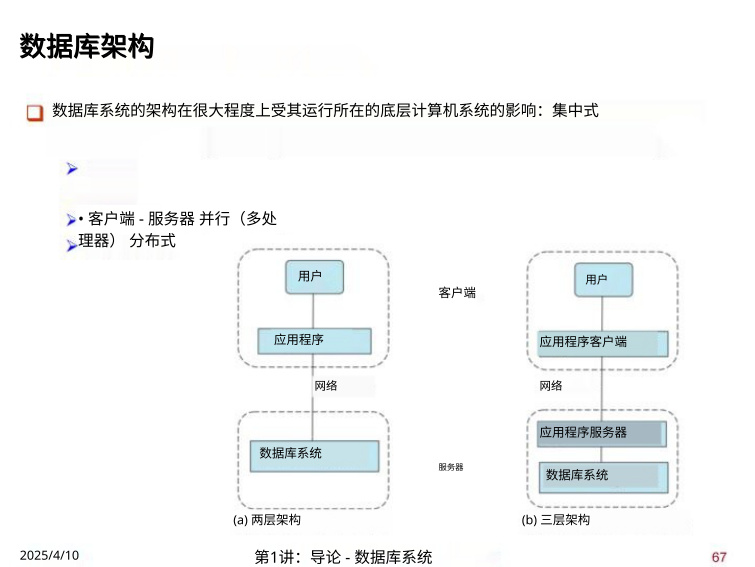 数据库架构
数据库系统的架构在很大程度上受其运行所在的底层计算机系统的影响：集中式
• 客户端 - 服务器 并行（多处
理器） 分布式
用户
应用程序
网络
数据库系统
(a) 两层架构
客户端
服务器
用户
应用程序客户端
网络
应用程序服务器
数据库系统
(b) 三层架构
2025/4/10
第1讲：导论 - 数据库系统
67